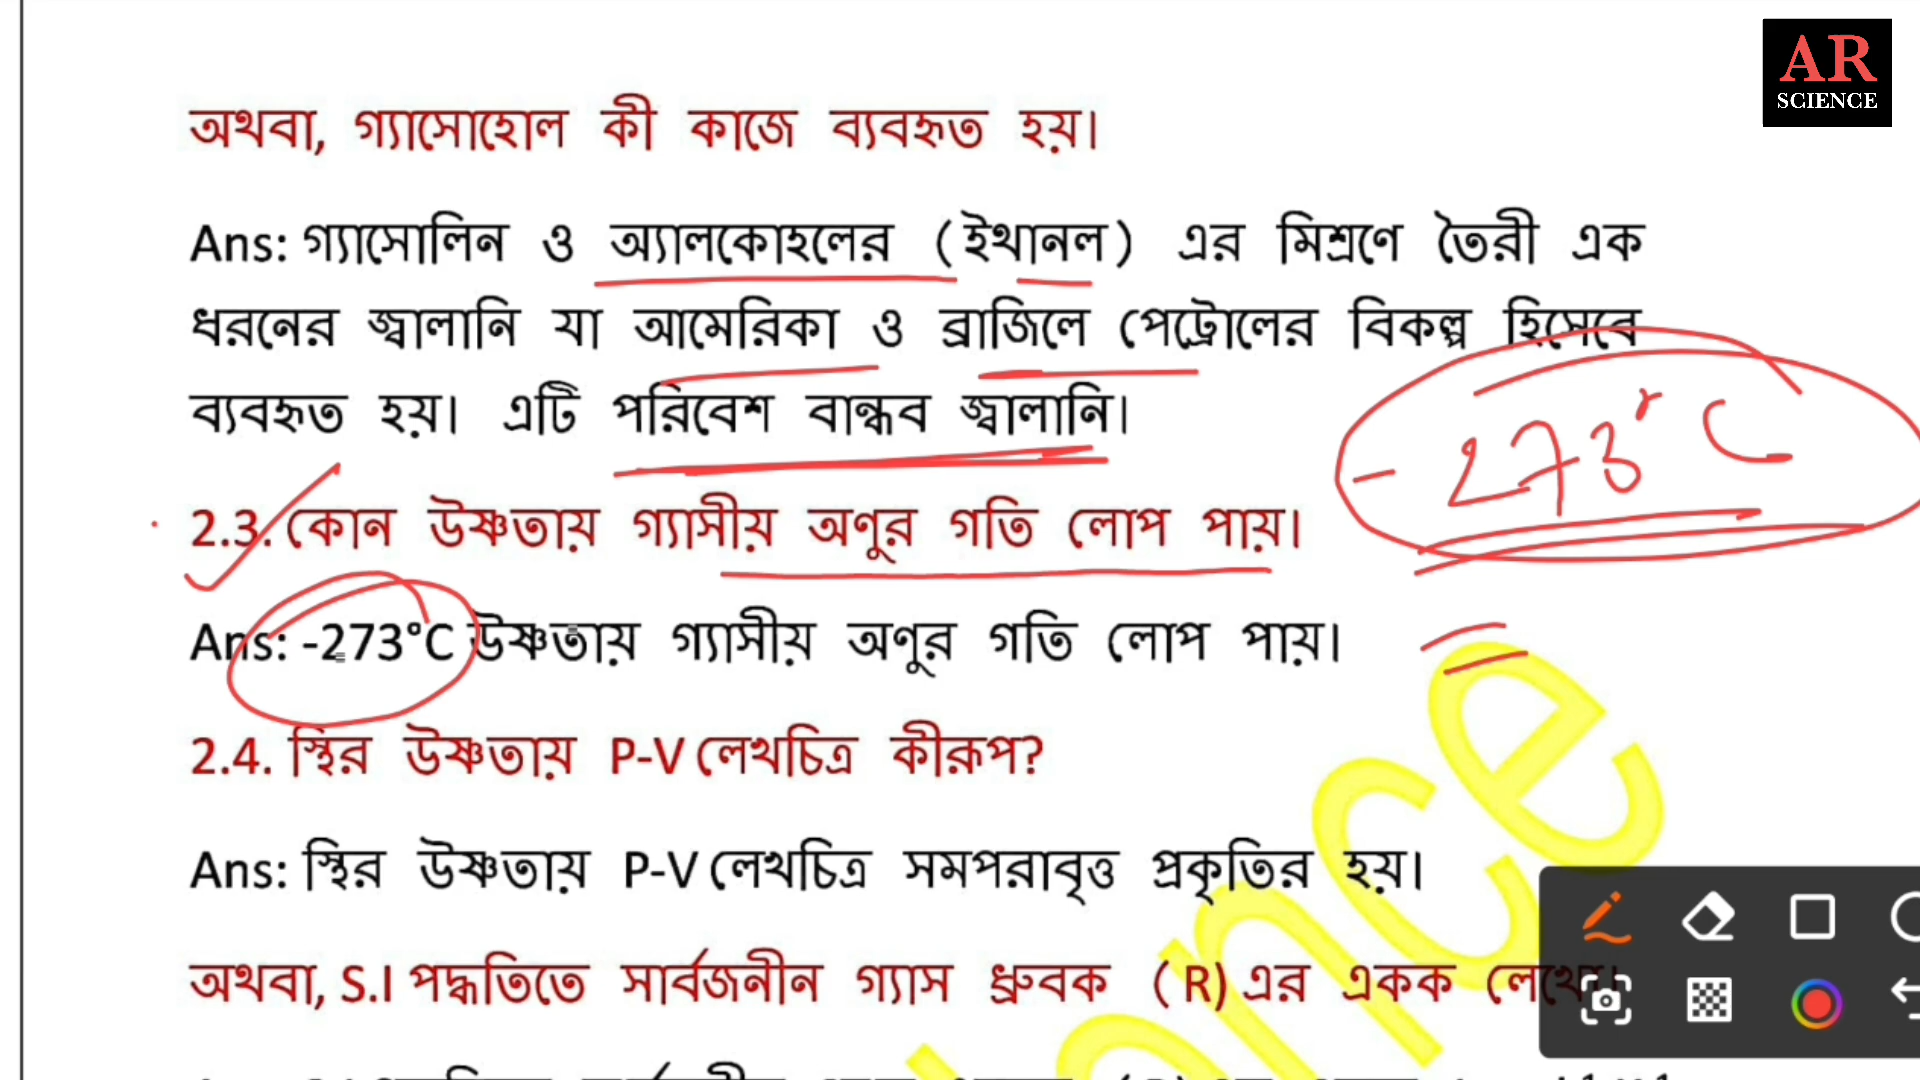 AR
SCIENCE
অথবা, গ্যাসোহোল কী কাজে ব্যবহৃত হয়।
Ans: গ্যাসোলিন ও অ্যালকোহলের (ইথানল) এর মিশ্রণে তৈরী এক
ধরনের জ্বালানি যা আমেরিকা ও ব্রাজিলে পেট্রোলের বিকল্প হিসেবে
ব্যবহৃত হয়। এটি পরিবেশ বান্ধব জ্বালানি।
- 273°C
2.3. কোন উষ্ণতায় গ্যাসীয় অণুর গতি লোপ পায়।
Ans: -273°C উষ্ণতায় গ্যাসীয় অণুর গতি লোপ পায়।
2.4. স্থির উষ্ণতায় P-V লেখচিত্র কীরূপ?
Ans: স্থির উষ্ণতায় P-V লেখচিত্র সমপরাবৃত্ত প্রকৃতির হয়।
অথবা, S.I পদ্ধতিতে সার্বজনীন গ্যাস ধ্রুবক (R) এর একক লেখো।